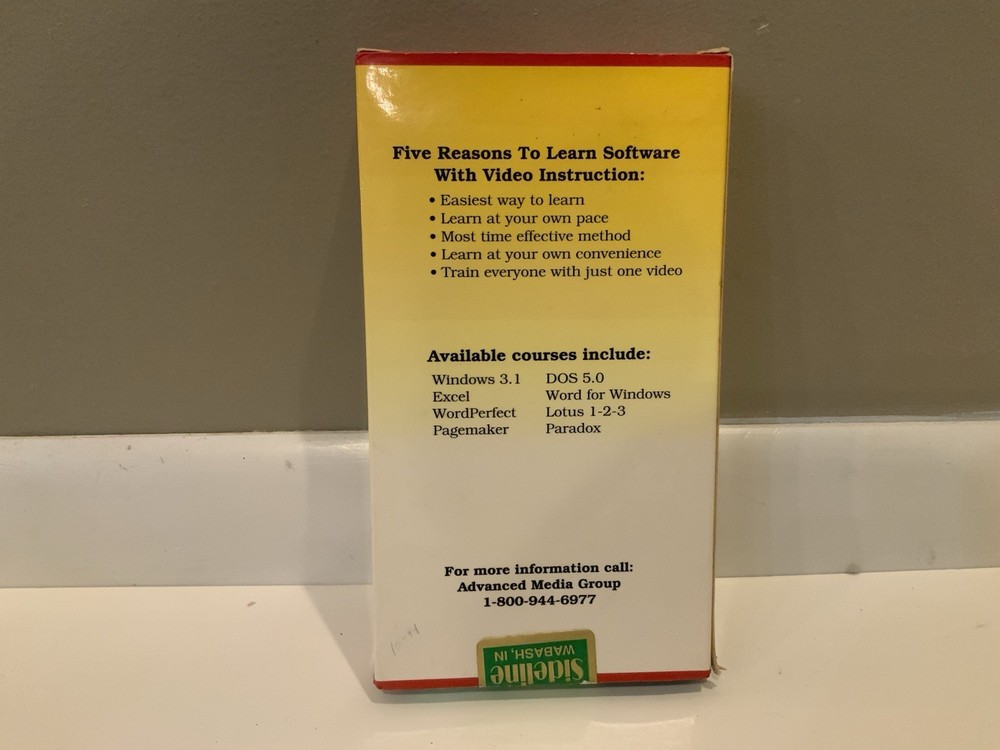 Five Reasons To Learn Software
With Video Instruction:
• Easiest way to learn
• Learn at your own pace
• Most time effective method
• Learn at your own convenience
• Train everyone with just one video
Available courses include:
Windows 3.1 DOS 5.0
Excel Word for Windows
WordPerfect Lotus 1-2-3
Pagemaker Paradox
For more information call:
Advanced Media Group
1-800-944-6977
Sideline
WABASH, IN